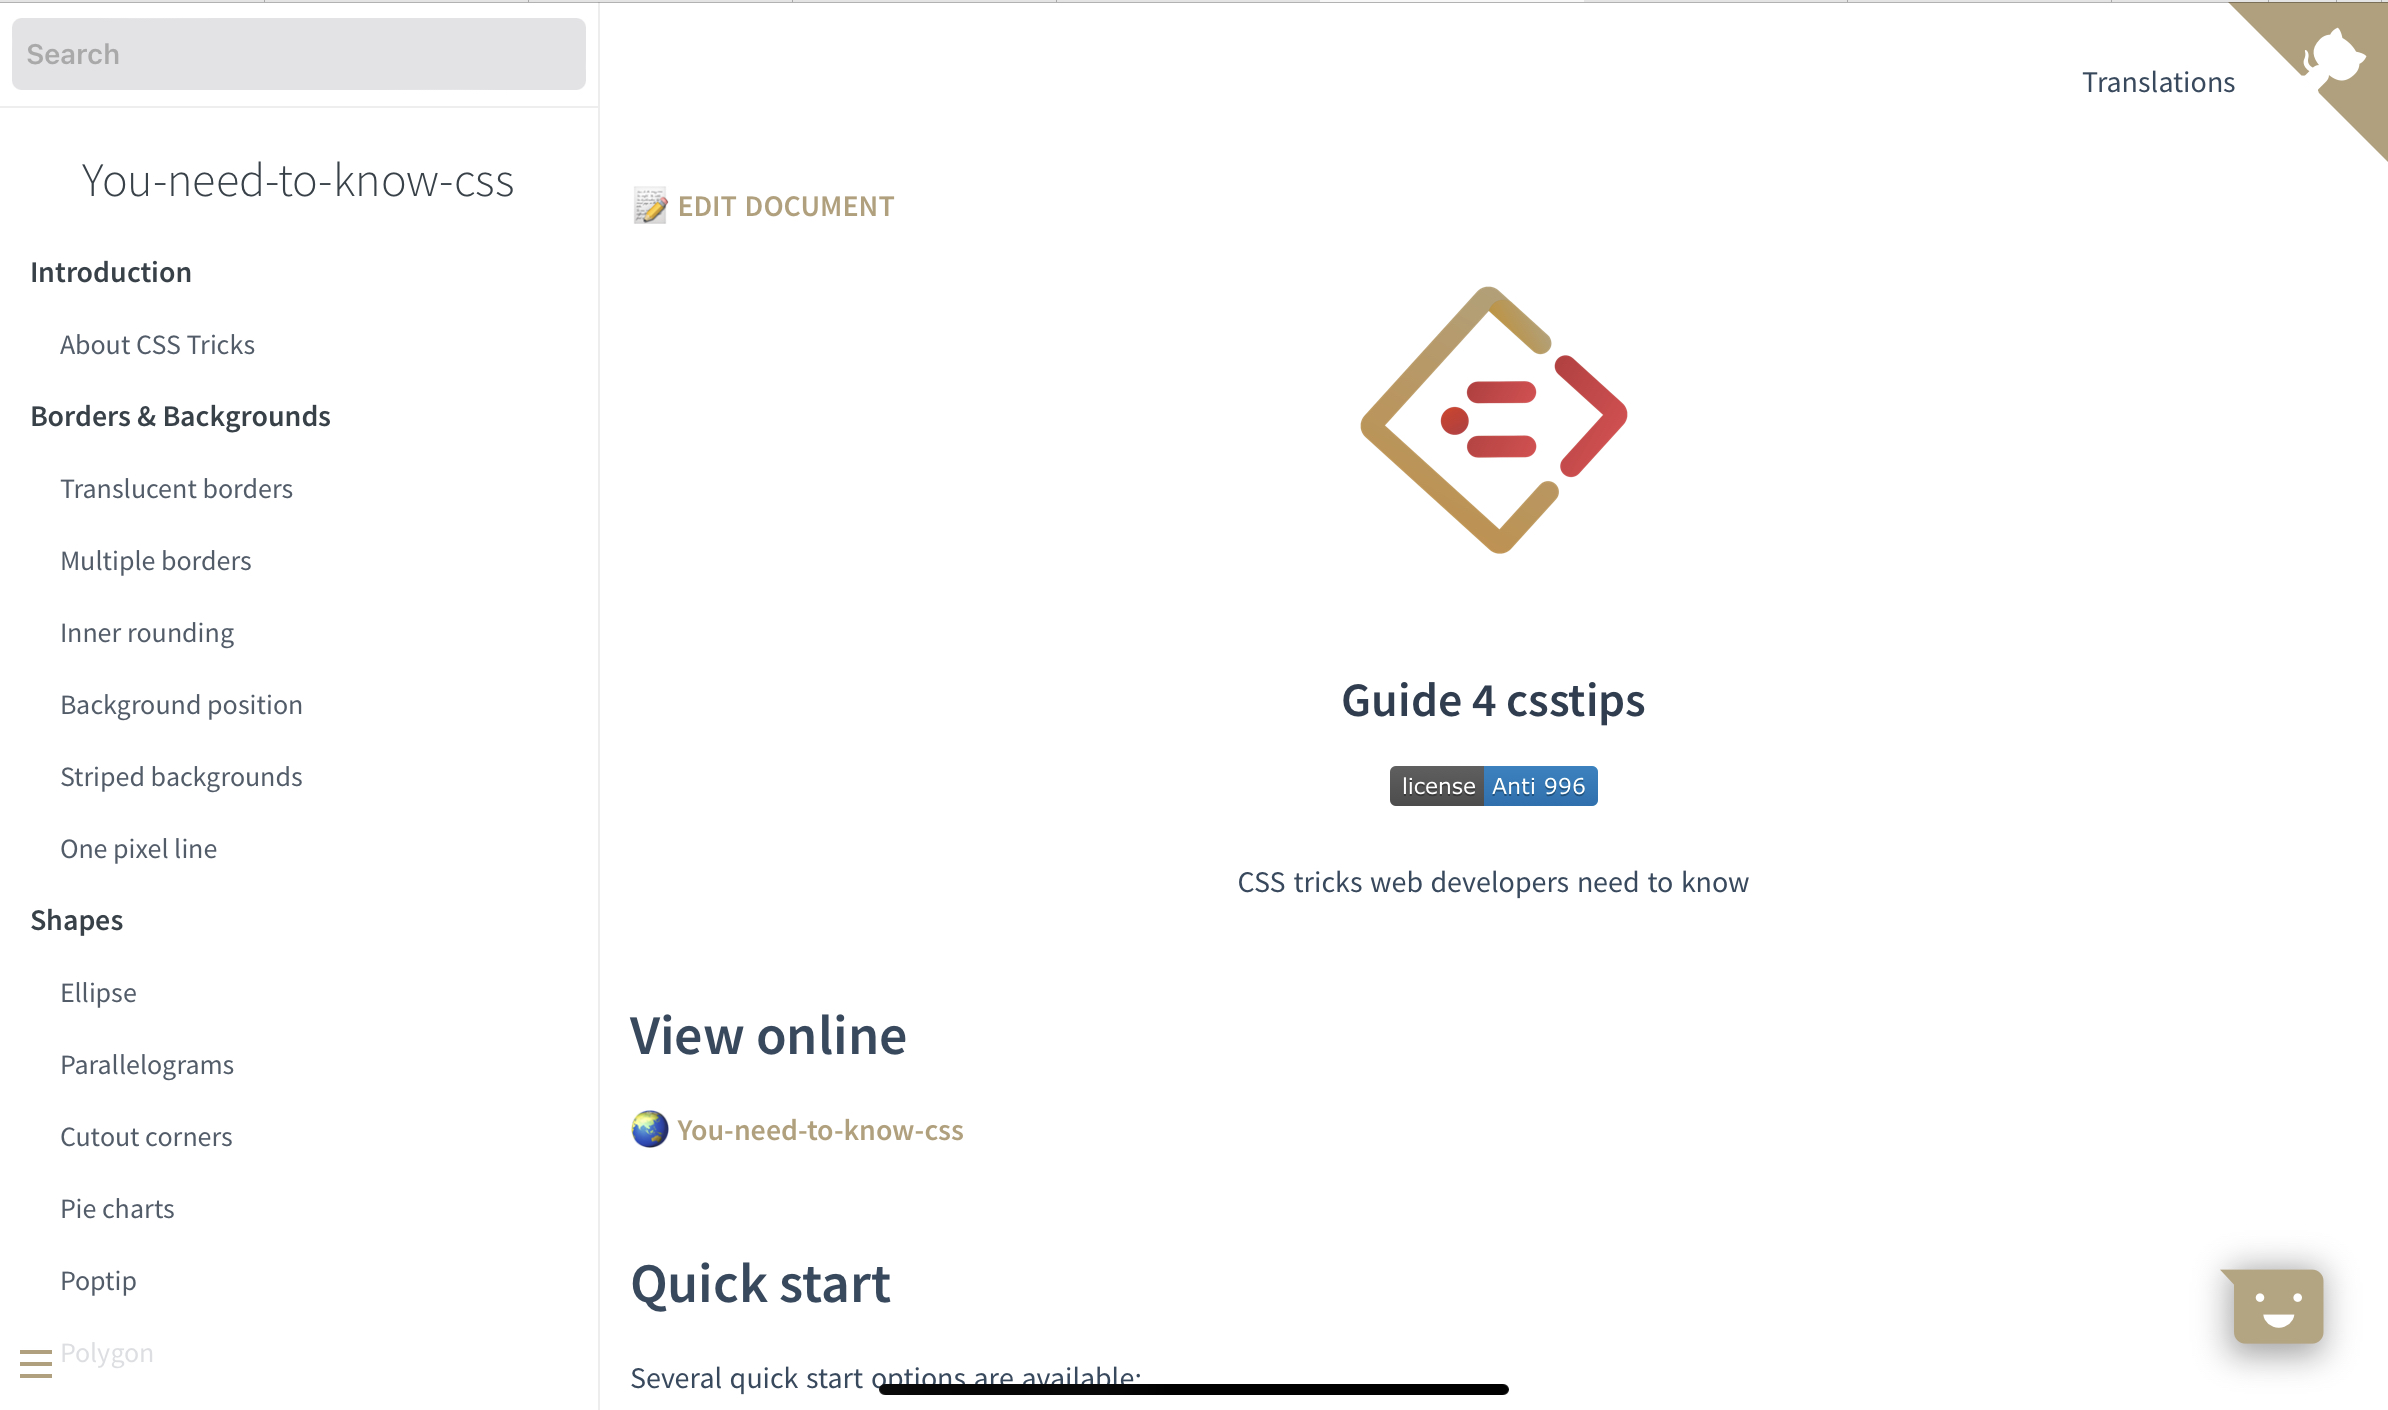 Search
You-need-to-know-css
Introduction
About CSS Tricks
Borders & Backgrounds
Translucent borders
Multiple borders
Inner rounding
Background position
Striped backgrounds
One pixel line
Shapes
Ellipse
Parallelograms
Cutout corners
Pie charts
Poptip
Polygon
Translations
EDIT DOCUMENT
Guide 4 csstips
license Anti 996
CSS tricks web developers need to know
View online
You-need-to-know-css
Quick start
Several quick start options are available: